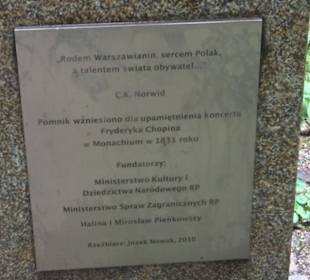 „Rodem Warszawianin, sercem Polak,
a talentem świata obywatel..."
C.K. Norwid
Pomnik wzniesiono dla upamiętnienia koncertu
Fryderyka Chopina
w Monachium w 1831 roku
Fundatorzy:
Ministerstwo Kultury i
Dziedzictwa Narodowego RP
Ministerstwo Spraw Zagranicznych RP
Halina i Mirosław Pieńkowscy
Rzeźbiarz: Jozek Nowak, 2010